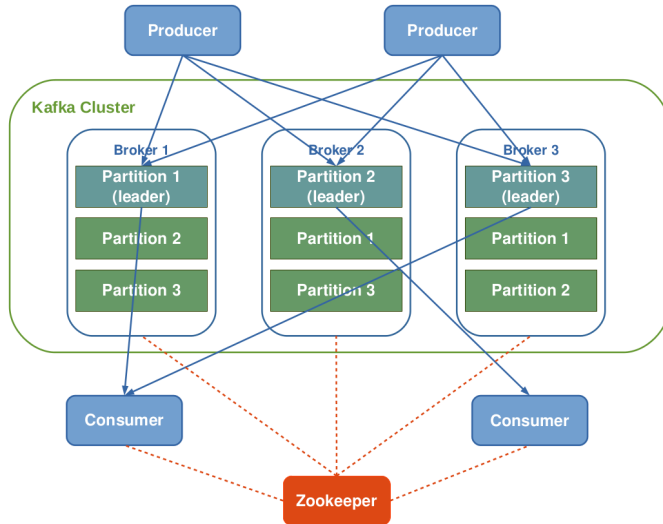 Producer
Producer
Kafka Cluster
Broker 1
Partition 1
(leader)
Partition 2
Partition 3
Broker 2
Partition 2
(leader)
Partition 1
Partition 3
Broker 3
Partition 3
(leader)
Partition 1
Partition 2
Consumer
Consumer
Zookeeper